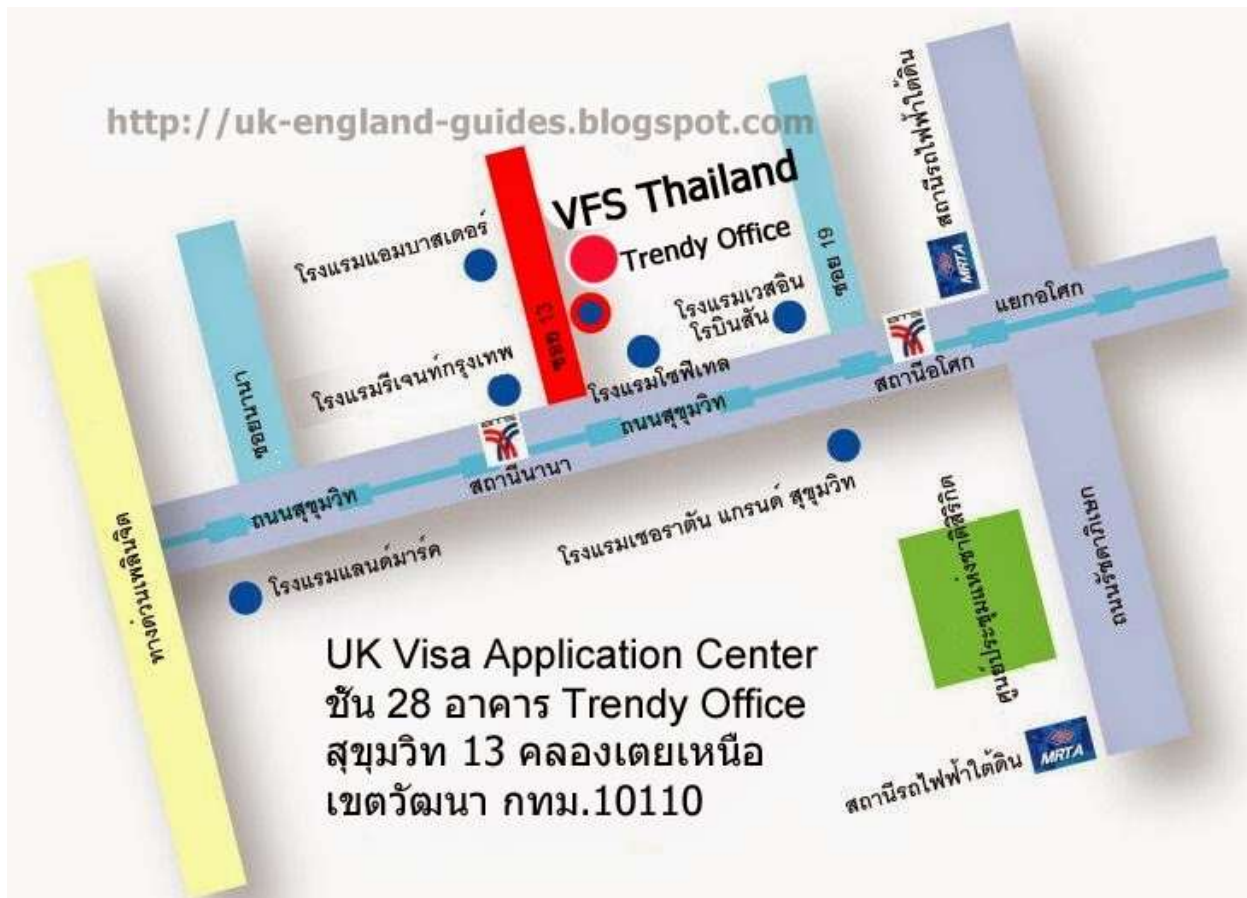 http://uk-england-guides.blogspot.com
VFS Thailand
Trendy Office
โรงแรมแอมบาสเดอร์
ซอย 13
ซอย 19
สถานีรถไฟฟ้าใต้ดิน
MRTA
โรงแรมเวสอิน
โรบินสัน
แยกอโศก
โรงแรมรีเจนท์กรุงเทพ
โรงแรมโซฟีเทล
BTS
สถานีอโศก
ซอยนานา
BTS
ถนนสุขุมวิท
สถานีนานา
ถนนสุขุมวิท
ทางด่วนเพลินจิต
โรงแรมแลนด์มาร์ค
โรงแรมเชอราตัน แกรนด์ สุขุมวิท
ศูนย์ประชุมแห่งชาติสิริกิต
ถนนรัชดาภิเษก
สถานีรถไฟฟ้าใต้ดิน
MRTA
UK Visa Application Center
ชั้น 28 อาคาร Trendy Office
สุขุมวิท 13 คลองเตยเหนือ
เขตวัฒนา กทม.10110